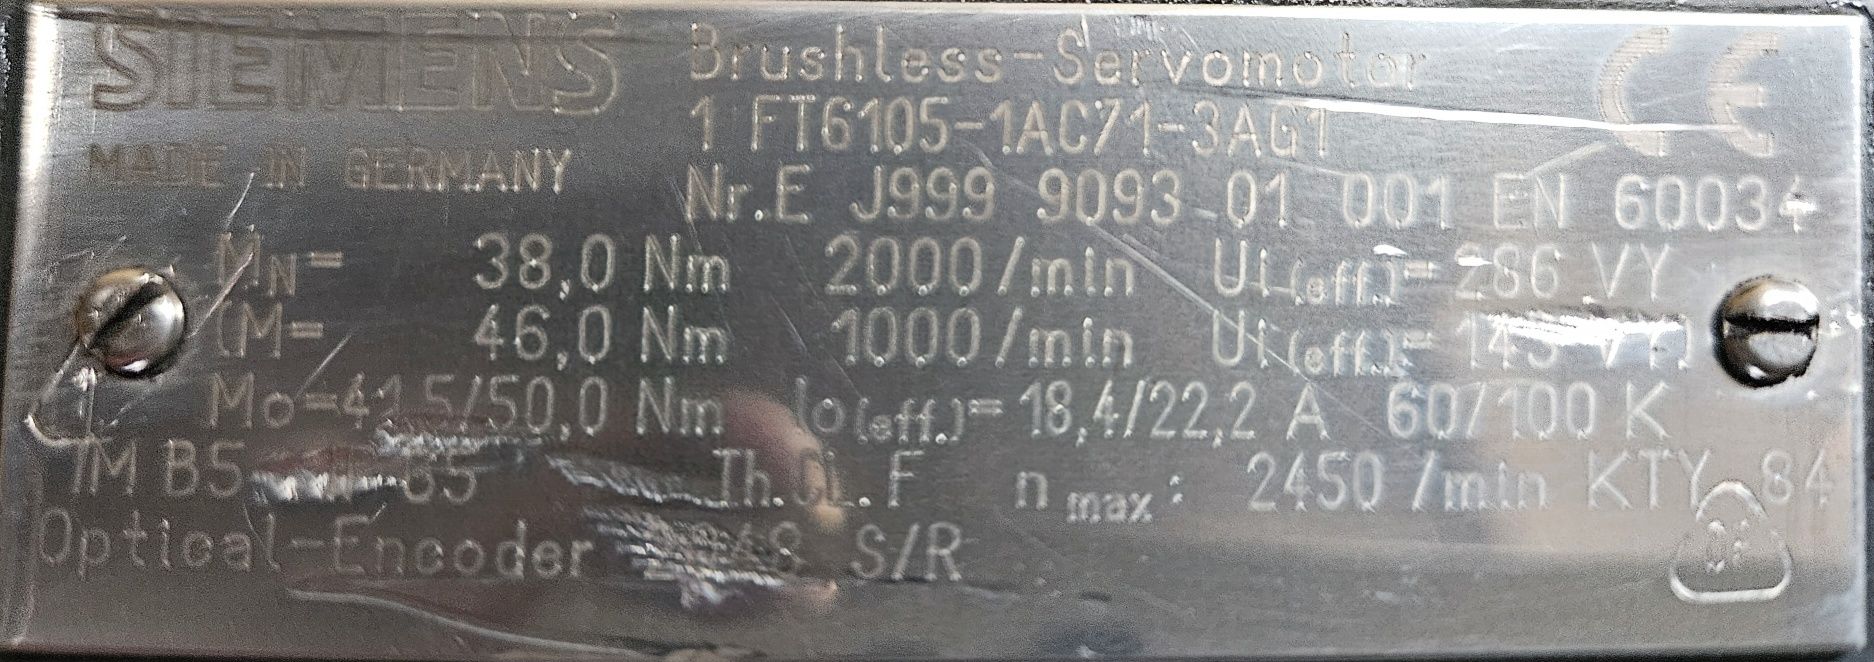 SIEMENS Brushless-Servomotor CE
1 FT6105-1AC71-3AG1
MADE IN GERMANY
Nr.E J999 9093 01 001 EN 60034
MN= 38,0 Nm 2000/min Ui(eff.)= 286 VY
(M= 46,0 Nm 1000/min Ui(eff.)= 143
Mo=41,5/50,0 Nm Io(eff.)= 18,4/22,2 A 60/100 K
IM B5 Th.Cl.F n max: 2450 /min KTY 84
Optical-Encoder S/R